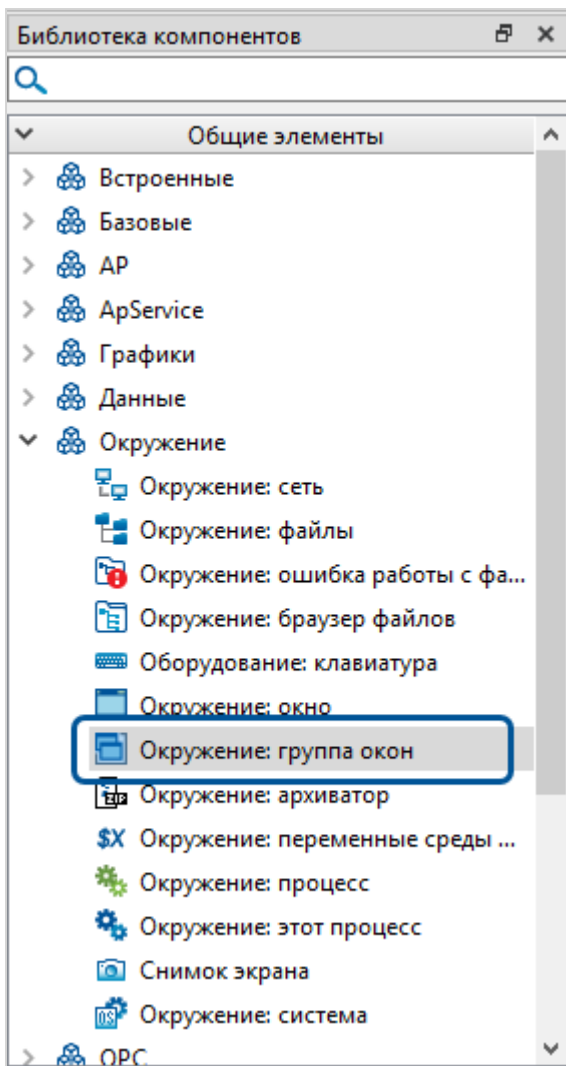 Библиотека компонентов
Общие элементы
Встроенные
Базовые
AP
ApService
Графики
Данные
Окружение
Окружение: сеть
Окружение: файлы
Окружение: ошибка работы с фа...
Окружение: браузер файлов
Оборудование: клавиатура
Окружение: окно
Окружение: группа окон
Окружение: архиватор
$X Окружение: переменные среды ...
Окружение: процесс
Окружение: этот процесс
Снимок экрана
OS Окружение: система
OPC